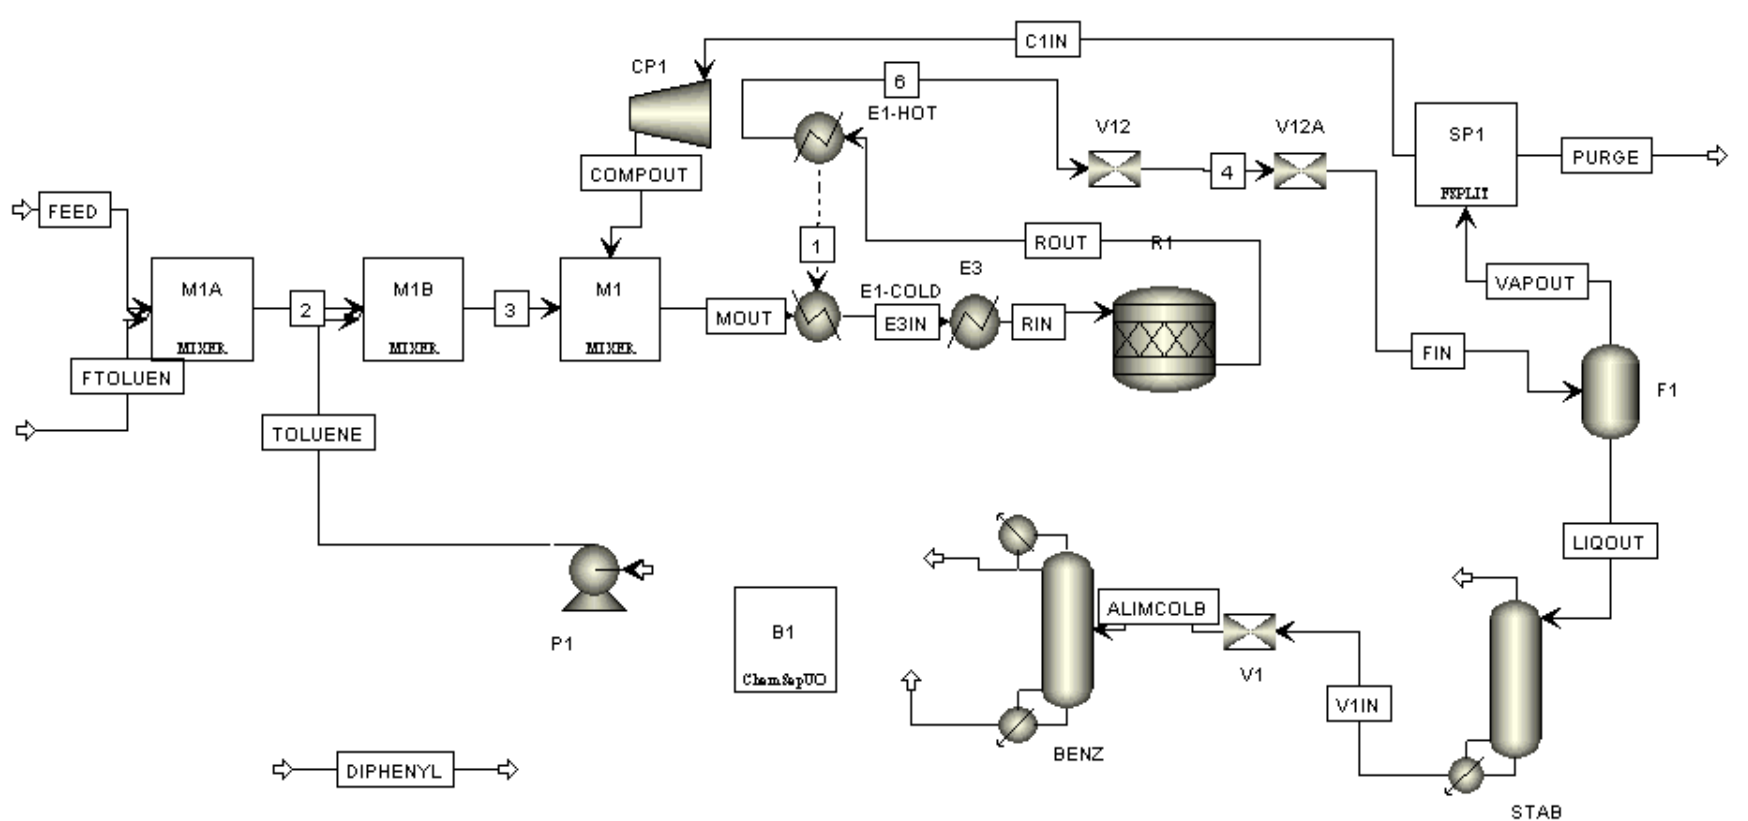 C1IN
CP1
6
E1-HOT
V12
V12A
SP1
FSPLIT
PURGE
COMPOUT
4
FEED
ROUT
R1
1
M1A
MIXER
2
M1B
MIXER
3
M1
MIXER
MOUT
E1-COLD
E3IN
E3
RIN
VAPOUT
FIN
F1
FTOLUEN
TOLUENE
LIQOUT
P1
B1
ChemSepUO
ALIMCOLB
V1
V1IN
BENZ
DIPHENYL
STAB